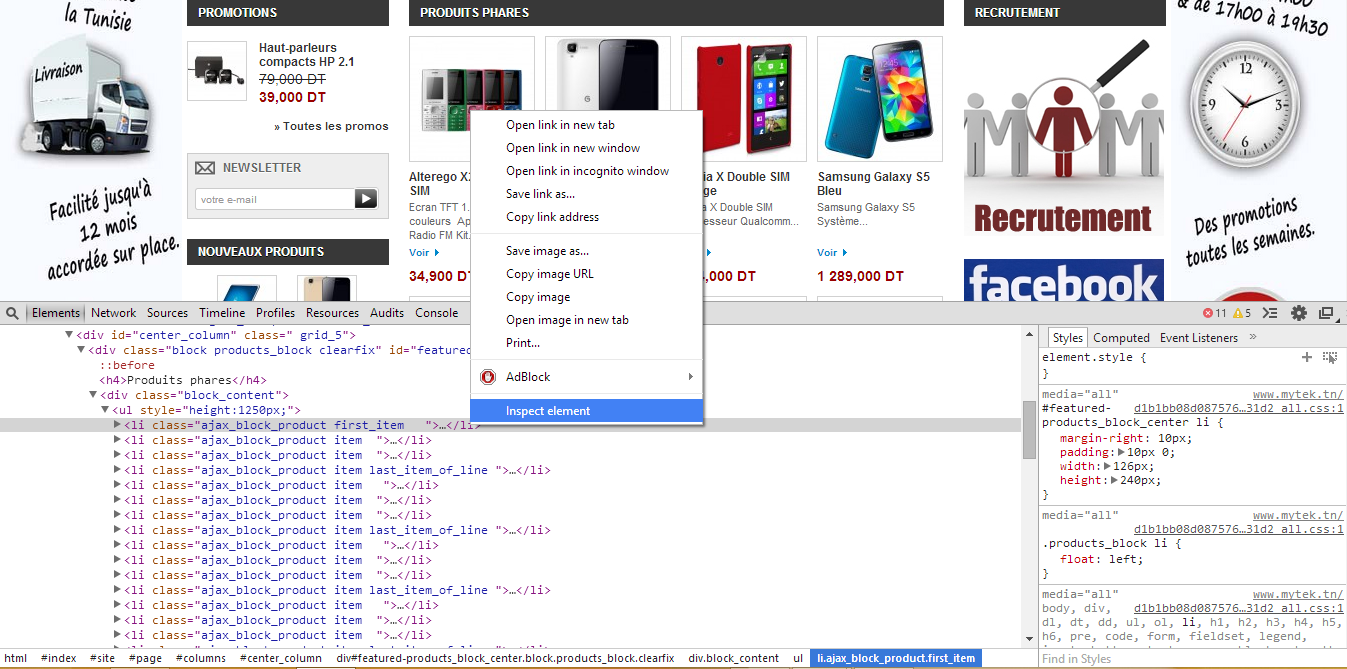 la Tunisie
Livraison
Facilité jusqu'à
12 mois
accordée sur place.
PROMOTIONS
Haut-parleurs
compacts HP 2.1
79,000 DT
39,000 DT
» Toutes les promos
NEWSLETTER
votre e-mail
NOUVEAUX PRODUITS
PRODUITS PHARES
Alterego X
SIM
Ecran TFT 1.
couleurs Ap
Radio FM Kit.
Voir
34,900 DT
ia X Double SIM
ge
esseur Qualcomm...
,000 DT
Samsung Galaxy S5
Bleu
Samsung Galaxy S5
Système...
Voir
1 289,000 DT
RECRUTEMENT
Recrutement
facebook
& de 17h00 à 19h30
12
3
6
9
Des promotions
toutes les semaines.
Open link in new tab
Open link in new window
Open link in incognito window
Save link as...
Copy link address
Save image as...
Copy image URL
Copy image
Open image in new tab
Print...
AdBlock
Inspect element
Elements Network Sources Timeline Profiles Resources Audits Console
11 5
<div id="center_column" class=" grid_5">
<div class="block products_block clearfix" id="featured
::before
<h4>Produits phares</h4>
<div class="block_content">
<ul style="height:1250px;">
<li class="ajax_block_product first_item   ">…</li>
<li class="ajax_block_product item  ">…</li>
<li class="ajax_block_product item  ">…</li>
<li class="ajax_block_product item last_item_of_line ">…</li>
<li class="ajax_block_product item   ">…</li>
<li class="ajax_block_product item  ">…</li>
<li class="ajax_block_product item  ">…</li>
<li class="ajax_block_product item last_item_of_line ">…</li>
<li class="ajax_block_product item   ">…</li>
<li class="ajax_block_product item  ">…</li>
<li class="ajax_block_product item  ">…</li>
<li class="ajax_block_product item last_item_of_line ">…</li>
<li class="ajax_block_product item   ">…</li>
<li class="ajax_block_product item  ">…</li>
<li class="ajax_block_product item  ">…</li>
Styles Computed Event Listeners »
element.style {
}
media="all" www.mytek.tn/
#featured- d1b1bb08d087576…31d2_all.css:1
products_block_center li {
margin-right: 10px;
padding: 10px 0;
width: 126px;
height: 240px;
}
media="all" www.mytek.tn/
d1b1bb08d087576…31d2_all.css:1
.products_block li {
float: left;
}
media="all" www.mytek.tn/
body, div, d1b1bb08d087576…31d2_all.css:1
dl, dt, dd, ul, ol, li, h1, h2, h3, h4, h5,
h6, pre, code, form, fieldset, legend,
Find in Styles
html #index #site #page #columns #center_column div#featured-products_block_center.block.products_block.clearfix div.block_content ul li.ajax_block_product.first_item